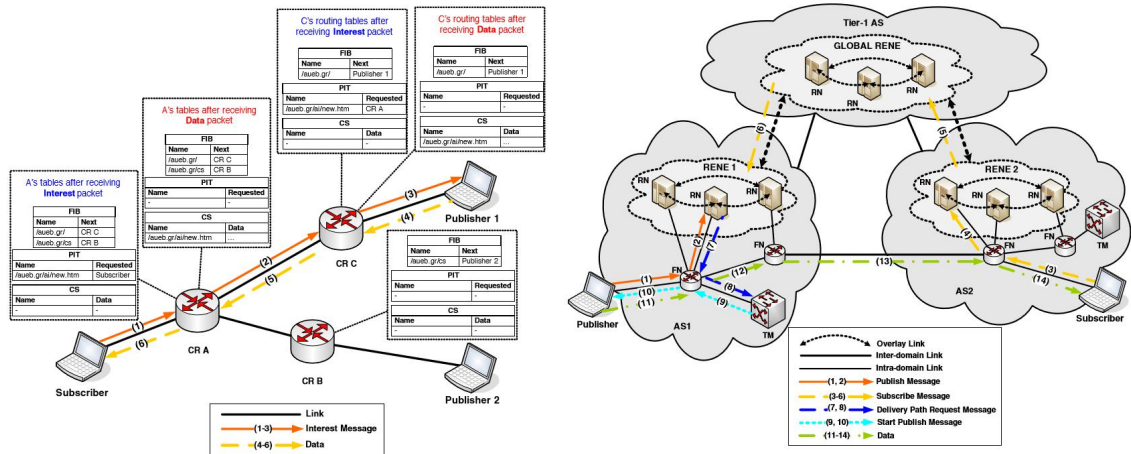 C's routing tables after
receiving Interest packet
FIB
Name Next
/aueb.gr/ Publisher 1
PIT
Name Requested
/aueb.gr/ai/new.htm CR A
CS
Name Data
- -
C's routing tables after
receiving Data packet
FIB
Name Next
/aueb.gr/ Publisher 1
PIT
Name Requested
- -
CS
Name Data
/aueb.gr/ai/new.htm ...
A's tables after receiving
Data packet
FIB
Name Next
/aueb.gr/ CR C
/aueb.gr/cs CR B
PIT
Name Requested
- -
CS
Name Data
/aueb.gr/ai/new.htm ...
A's tables after receiving
Interest packet
FIB
Name Next
/aueb.gr/ CR C
/aueb.gr/cs CR B
PIT
Name Requested
/aueb.gr/ai/new.htm Subscriber
CS
Name Data
- -
FIB
Name Next
/aueb.gr/cs Publisher 2
PIT
Name Requested
- -
CS
Name Data
- -
(3)
(4)
Publisher 1
CR C
(2)
(5)
(1)
(6)
CR A
CR B
Subscriber
Publisher 2
Link
(1-3) Interest Message
(4-6) Data
Tier-1 AS
GLOBAL RENE
RN
RN
RN
(6)
(5)
RENE 1
RN
RN
RN
RENE 2
RN
RN
RN
(2)
(7)
(4)
FN
FN
FN
FN
TM
(1)
(10)
(11)
(12)
(8)
(9)
(13)
(3)
(14)
Publisher
AS1
TM
AS2
Subscriber
Overlay Link
Inter-domain Link
Intra-domain Link
(1, 2) Publish Message
(3-6) Subscribe Message
(7, 8) Delivery Path Request Message
(9, 10) Start Publish Message
(11-14) Data